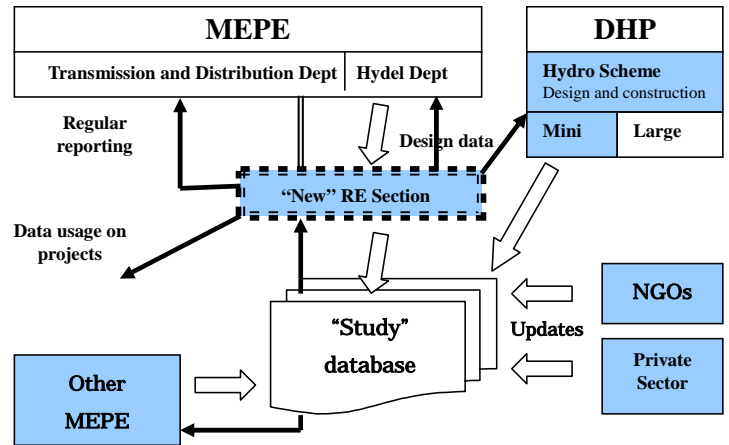 MEPE
DHP
Transmission and Distribution Dept
Hydel Dept
Hydro Scheme
Design and construction
Mini
Large
Regular
reporting
Design data
“New” RE Section
Data usage on
projects
“Study”
database
Updates
NGOs
Private
Sector
Other
MEPE